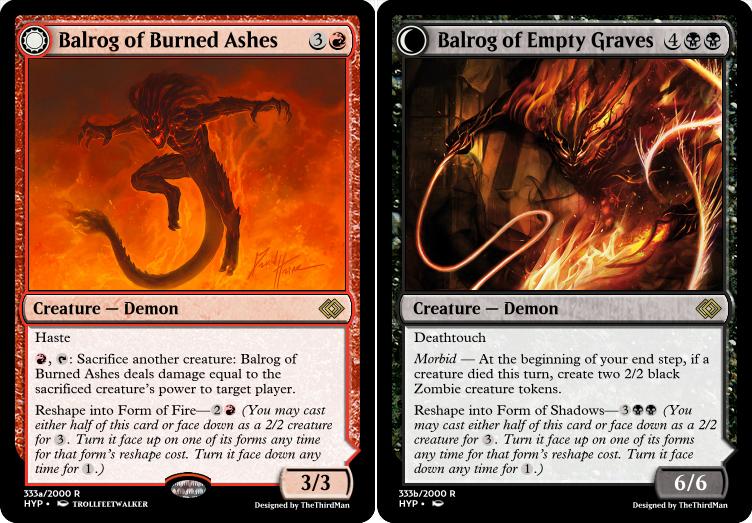 Balrog of Burned Ashes 3
Creature — Demon
Haste
, : Sacrifice another creature: Balrog of
Burned Ashes deals damage equal to the
sacrificed creature's power to target player.
Reshape into Form of Fire— 2 (You may cast
either half of this card or face down as a 2/2 creature
for 3. Turn it face up on one of its forms any time
for that form's reshape cost. Turn it face down any
time for 1.)
3/3
333a/2000 R
HYP • TROLLFEETWALKER
Designed by TheThirdMan
Balrog of Empty Graves 4
Creature — Demon
Deathtouch
Morbid — At the beginning of your end step, if a
creature died this turn, create two 2/2 black
Zombie creature tokens.
Reshape into Form of Shadows— 3 (You may
cast either half of this card or face down as a 2/2
creature for 3. Turn it face up on one of its forms
any time for that form's reshape cost. Turn it face
down any time for 1.)
6/6
333b/2000 R
HYP •
Designed by TheThirdMan